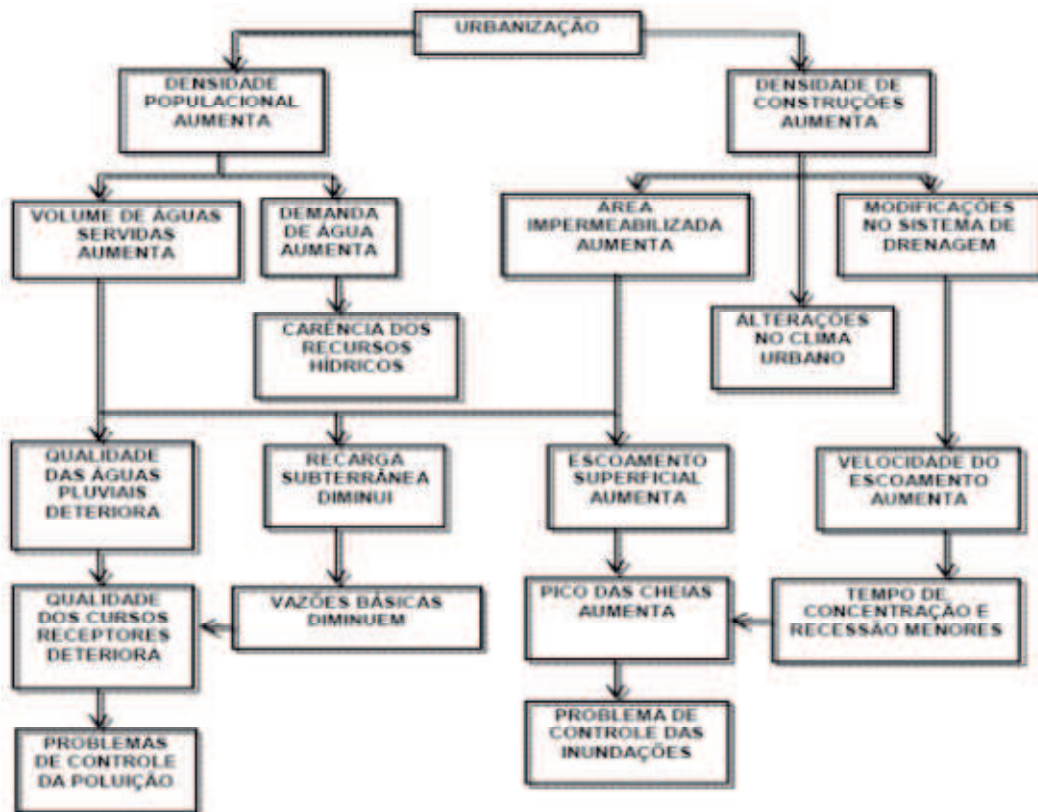 URBANIZAÇÃO
DENSIDADE
POPULACIONAL
AUMENTA
DENSIDADE DE
CONSTRUÇÕES
AUMENTA
VOLUME DE ÁGUAS
SERVIDAS
AUMENTA
DEMANDA
DE ÁGUA
AUMENTA
ÁREA
IMPERMEABILIZADA
AUMENTA
MODIFICAÇÕES
NO SISTEMA DE
DRENAGEM
CARÊNCIA DOS
RECURSOS
HÍDRICOS
ALTERAÇÕES
NO CLIMA
URBANO
QUALIDADE
DAS ÁGUAS
PLUVIAIS
DETERIORA
RECARGA
SUBTERRÂNEA
DIMINUI
ESCOAMENTO
SUPERFICIAL
AUMENTA
VELOCIDADE DO
ESCOAMENTO
AUMENTA
QUALIDADE
DOS CURSOS
RECEPTORES
DETERIORA
VAZÕES BÁSICAS
DIMINUEM
PICO DAS CHEIAS
AUMENTA
TEMPO DE
CONCENTRAÇÃO E
RECESSÃO MENORES
PROBLEMAS
DE CONTROLE
DA POLUIÇÃO
PROBLEMA DE
CONTROLE DAS
INUNDAÇÕES